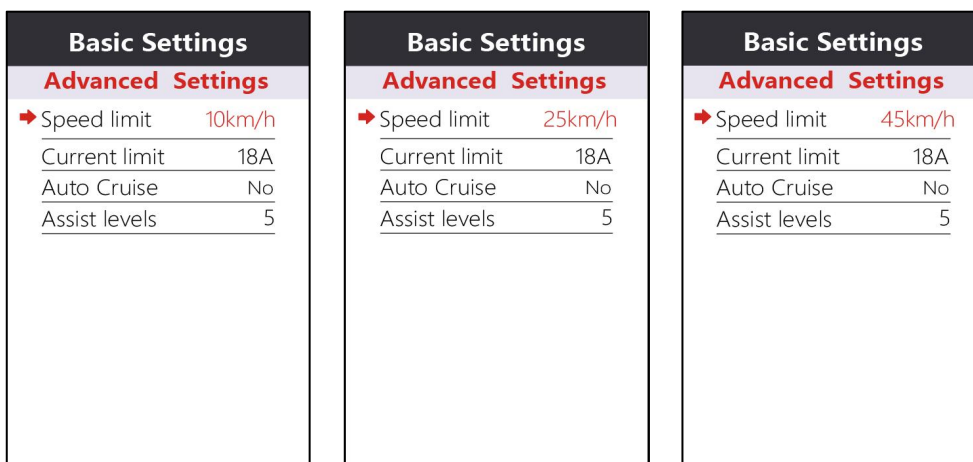 Basic Settings
Advanced Settings
Speed limit 10km/h
Current limit 18A
Auto Cruise No
Assist levels 5
Basic Settings
Advanced Settings
Speed limit 25km/h
Current limit 18A
Auto Cruise No
Assist levels 5
Basic Settings
Advanced Settings
Speed limit 45km/h
Current limit 18A
Auto Cruise No
Assist levels 5